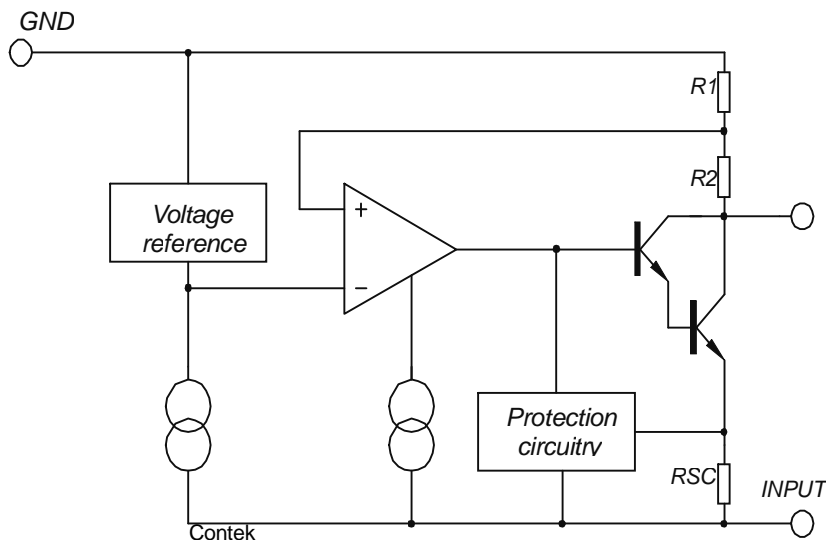 GND
R1
R2
Voltage
reference
+
−
Protection
circuitry
RSC
INPUT
Contek